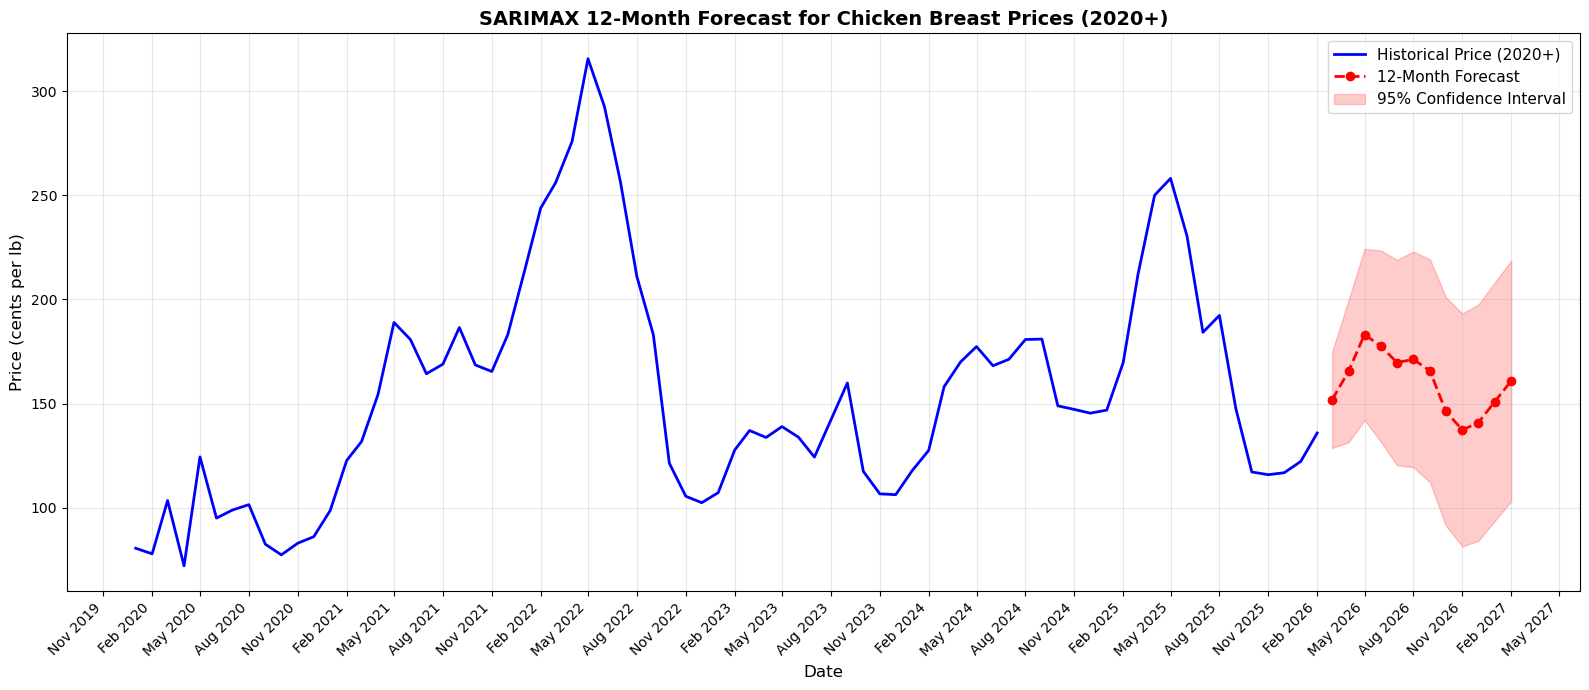 SARIMAX 12-Month Forecast for Chicken Breast Prices (2020+)
Historical Price (2020+)
12-Month Forecast
95% Confidence Interval
Price (cents per lb)
300
250
200
150
100
Nov 2019
Feb 2020
May 2020
Aug 2020
Nov 2020
Feb 2021
May 2021
Aug 2021
Nov 2021
Feb 2022
May 2022
Aug 2022
Nov 2022
Feb 2023
May 2023
Aug 2023
Nov 2023
Feb 2024
May 2024
Aug 2024
Nov 2024
Feb 2025
May 2025
Aug 2025
Nov 2025
Feb 2026
May 2026
Aug 2026
Nov 2026
Feb 2027
May 2027
Date